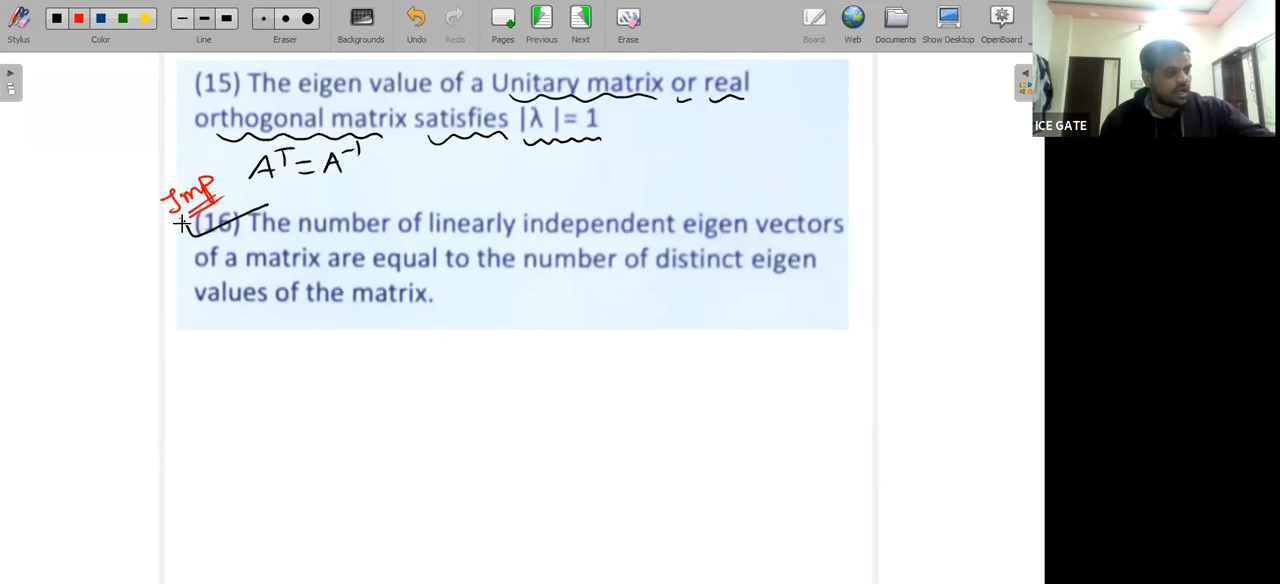 Stylus
Color
Line
Eraser
Backgrounds
Undo
Redo
Pages
Previous
Next
Erase
Board
Web
Documents
Show Desktop
OpenBoard
ICE GATE
(15) The eigen value of a Unitary matrix or real
orthogonal matrix satisfies |λ |= 1
Aᵀ = A⁻¹
Imp
(16) The number of linearly independent eigen vectors
of a matrix are equal to the number of distinct eigen
values of the matrix.